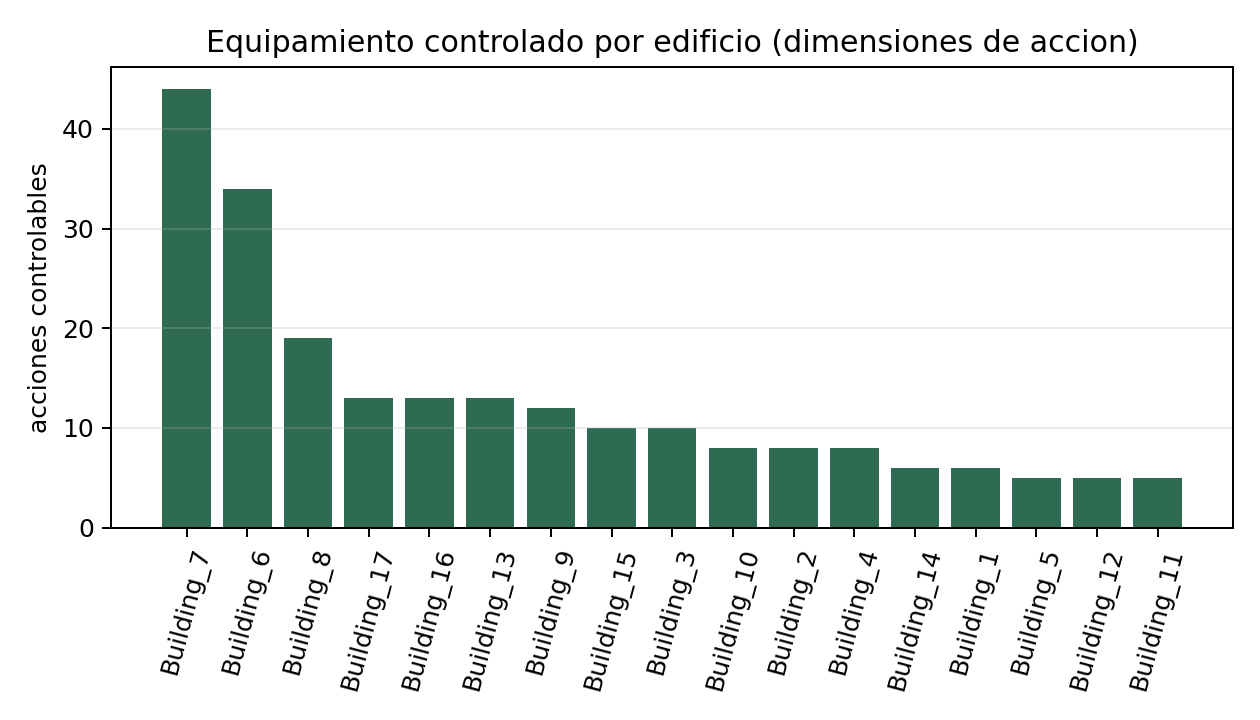 Equipamiento controlado por edificio (dimensiones de accion)
acciones controlables
40
30
20
10
0
Building_7
Building_6
Building_8
Building_17
Building_16
Building_13
Building_9
Building_15
Building_3
Building_10
Building_2
Building_4
Building_14
Building_1
Building_5
Building_12
Building_11